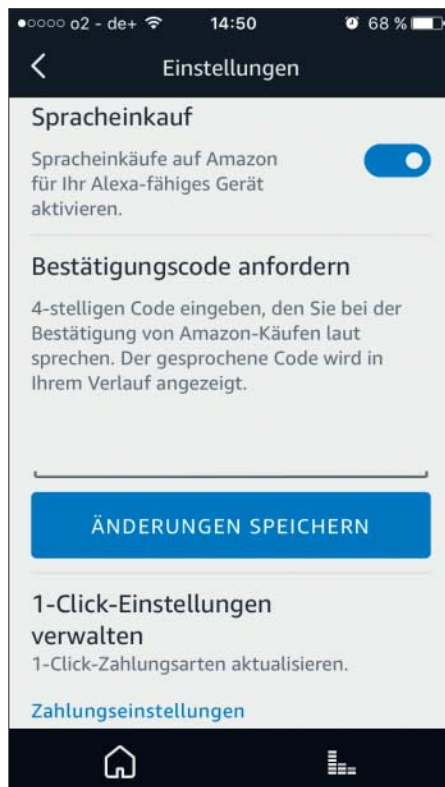 ●○○○○ o2 - de+ 14:50 68 %
Einstellungen
Spracheinkauf
Spracheinkäufe auf Amazon
für Ihr Alexa-fähiges Gerät
aktivieren.
Bestätigungscode anfordern
4-stelligen Code eingeben, den Sie bei der
Bestätigung von Amazon-Käufen laut
sprechen. Der gesprochene Code wird in
Ihrem Verlauf angezeigt.
ÄNDERUNGEN SPEICHERN
1-Click-Einstellungen
verwalten
1-Click-Zahlungsarten aktualisieren.
Zahlungseinstellungen